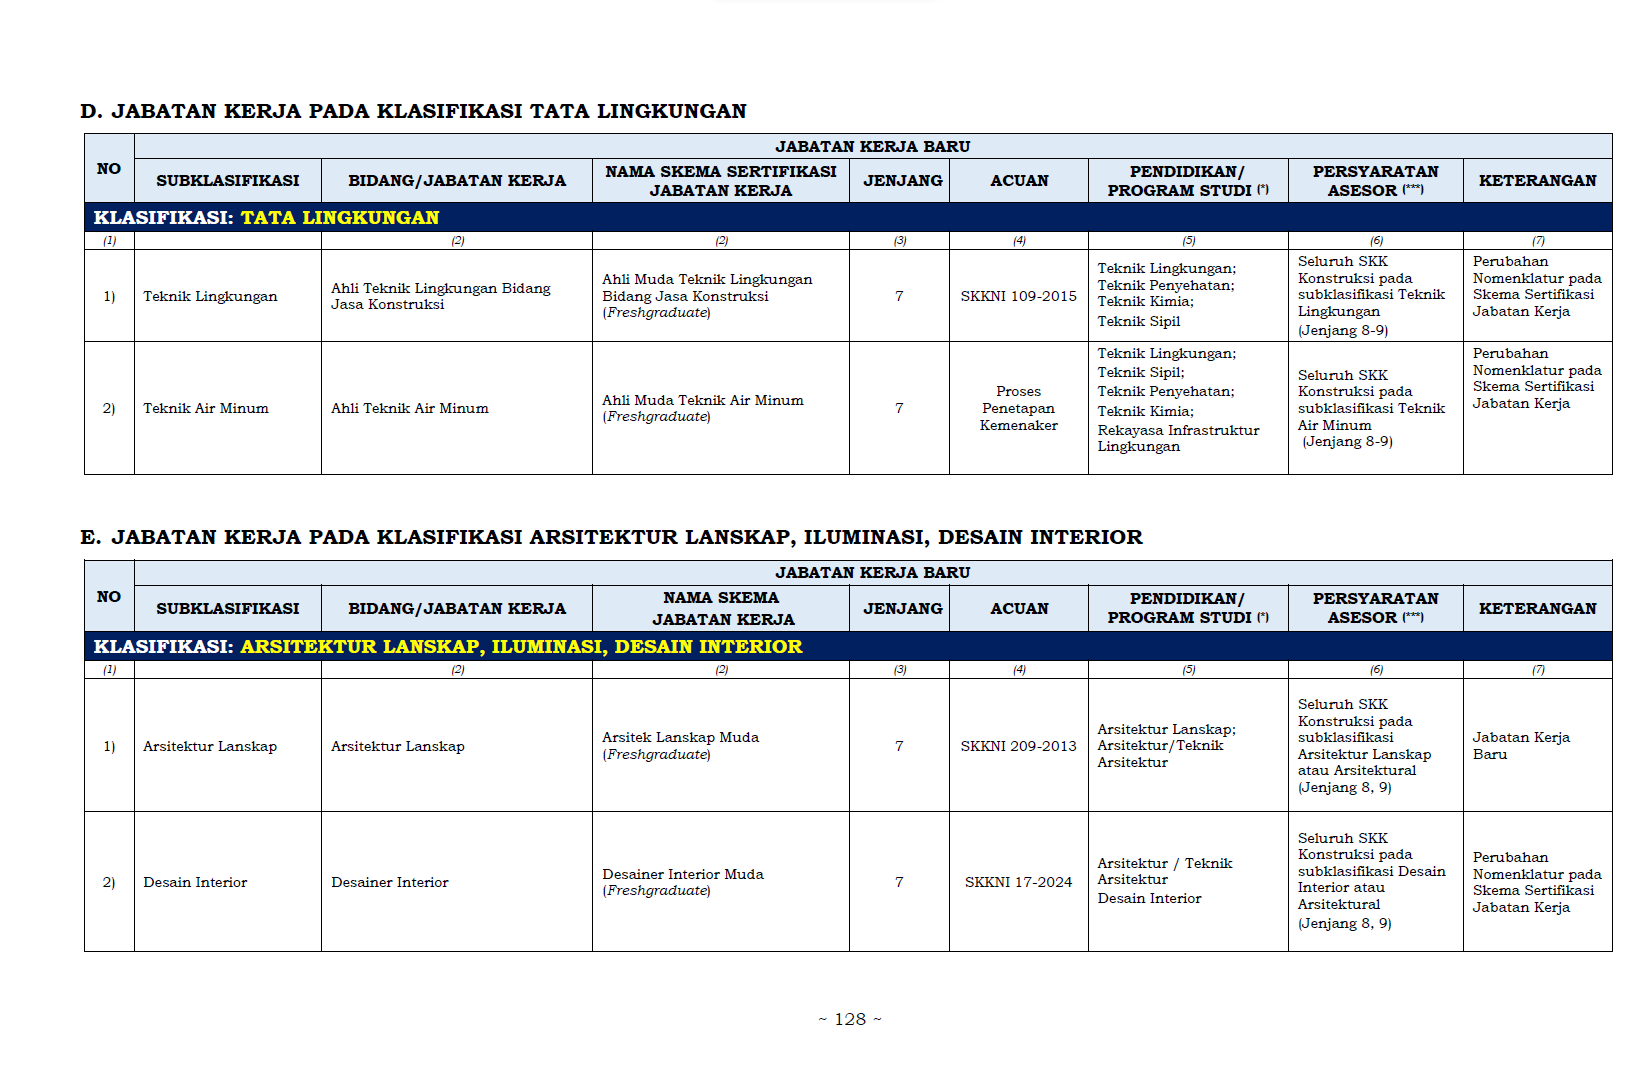 D. JABATAN KERJA PADA KLASIFIKASI TATA LINGKUNGAN
NO
JABATAN KERJA BARU
SUBKLASIFIKASI
BIDANG/JABATAN KERJA
NAMA SKEMA SERTIFIKASI
JABATAN KERJA
JENJANG
ACUAN
PENDIDIKAN/
PROGRAM STUDI (*)
PERSYARATAN
ASESOR (***)
KETERANGAN
KLASIFIKASI: TATA LINGKUNGAN
(1)
(2)
(2)
(3)
(4)
(5)
(6)
(7)
1)
Teknik Lingkungan
Ahli Teknik Lingkungan Bidang
Jasa Konstruksi
Ahli Muda Teknik Lingkungan
Bidang Jasa Konstruksi
(Freshgraduate)
7
SKKNI 109-2015
Teknik Lingkungan;
Teknik Penyehatan;
Teknik Kimia;
Teknik Sipil
Seluruh SKK
Konstruksi pada
subklasifikasi Teknik
Lingkungan
(Jenjang 8-9)
Perubahan
Nomenklatur pada
Skema Sertifikasi
Jabatan Kerja
2)
Teknik Air Minum
Ahli Teknik Air Minum
Ahli Muda Teknik Air Minum
(Freshgraduate)
7
Proses
Penetapan
Kemenaker
Teknik Lingkungan;
Teknik Sipil;
Teknik Penyehatan;
Teknik Kimia;
Rekayasa Infrastruktur
Lingkungan
Seluruh SKK
Konstruksi pada
subklasifikasi Teknik
Air Minum
(Jenjang 8-9)
Perubahan
Nomenklatur pada
Skema Sertifikasi
Jabatan Kerja
E. JABATAN KERJA PADA KLASIFIKASI ARSITEKTUR LANSKAP, ILUMINASI, DESAIN INTERIOR
NO
JABATAN KERJA BARU
SUBKLASIFIKASI
BIDANG/JABATAN KERJA
NAMA SKEMA
JABATAN KERJA
JENJANG
ACUAN
PENDIDIKAN/
PROGRAM STUDI (*)
PERSYARATAN
ASESOR (***)
KETERANGAN
KLASIFIKASI: ARSITEKTUR LANSKAP, ILUMINASI, DESAIN INTERIOR
(1)
(2)
(2)
(3)
(4)
(5)
(6)
(7)
1)
Arsitektur Lanskap
Arsitektur Lanskap
Arsitek Lanskap Muda
(Freshgraduate)
7
SKKNI 209-2013
Arsitektur Lanskap;
Arsitektur/Teknik
Arsitektur
Seluruh SKK
Konstruksi pada
subklasifikasi
Arsitektur Lanskap
atau Arsitektural
(Jenjang 8, 9)
Jabatan Kerja
Baru
2)
Desain Interior
Desainer Interior
Desainer Interior Muda
(Freshgraduate)
7
SKKNI 17-2024
Arsitektur / Teknik
Arsitektur
Desain Interior
Seluruh SKK
Konstruksi pada
subklasifikasi Desain
Interior atau
Arsitektural
(Jenjang 8, 9)
Perubahan
Nomenklatur pada
Skema Sertifikasi
Jabatan Kerja
~ 128 ~